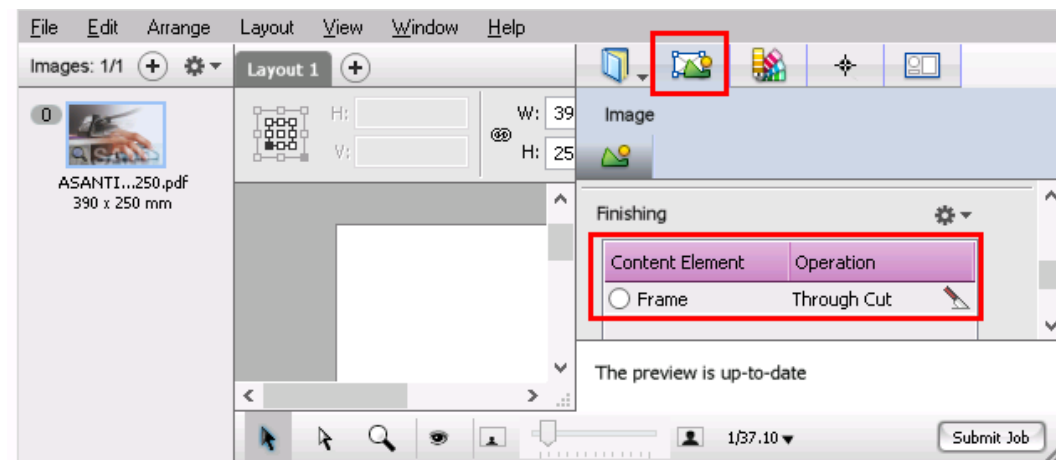 File Edit Arrange Layout View Window Help
Images: 1/1
Layout 1
0
ASANTI...250.pdf
390 x 250 mm
H:
V:
W: 39
H: 25
Image
Finishing
Content Element Operation
Frame Through Cut
The preview is up-to-date
1/37.10
Submit Job